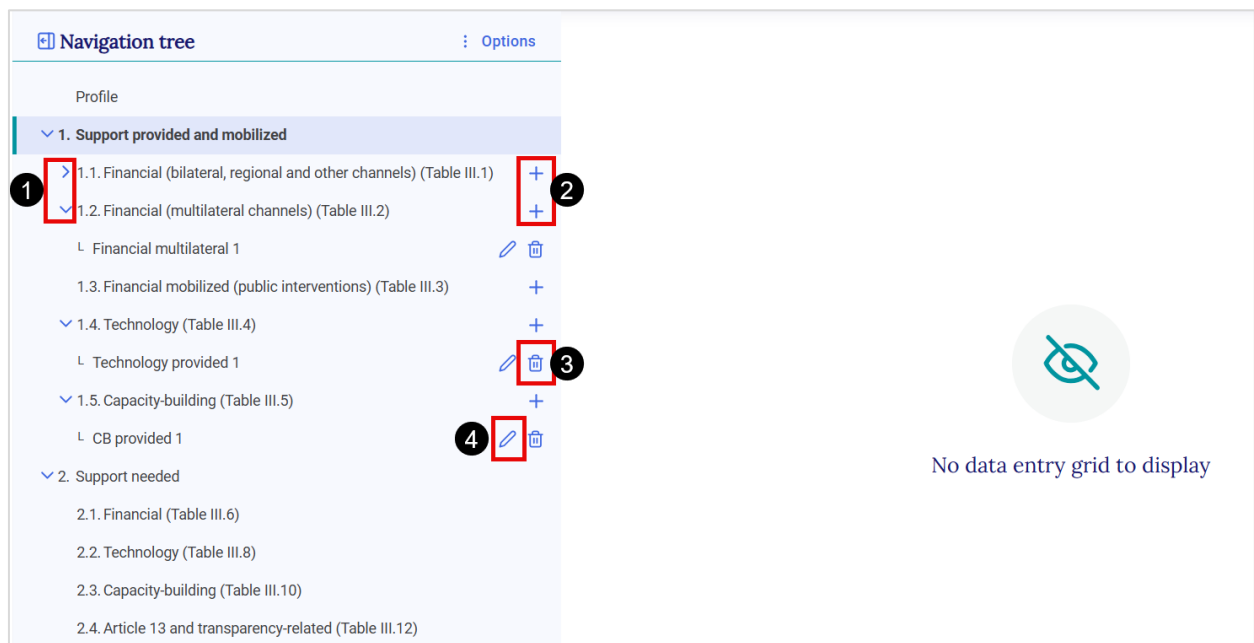 Navigation tree
Options
Profile
1. Support provided and mobilized
1.1. Financial (bilateral, regional and other channels) (Table III.1)
1
2
1.2. Financial (multilateral channels) (Table III.2)
Financial multilateral 1
1.3. Financial mobilized (public interventions) (Table III.3)
1.4. Technology (Table III.4)
Technology provided 1
3
1.5. Capacity-building (Table III.5)
CB provided 1
4
No data entry grid to display
2. Support needed
2.1. Financial (Table III.6)
2.2. Technology (Table III.8)
2.3. Capacity-building (Table III.10)
2.4. Article 13 and transparency-related (Table III.12)